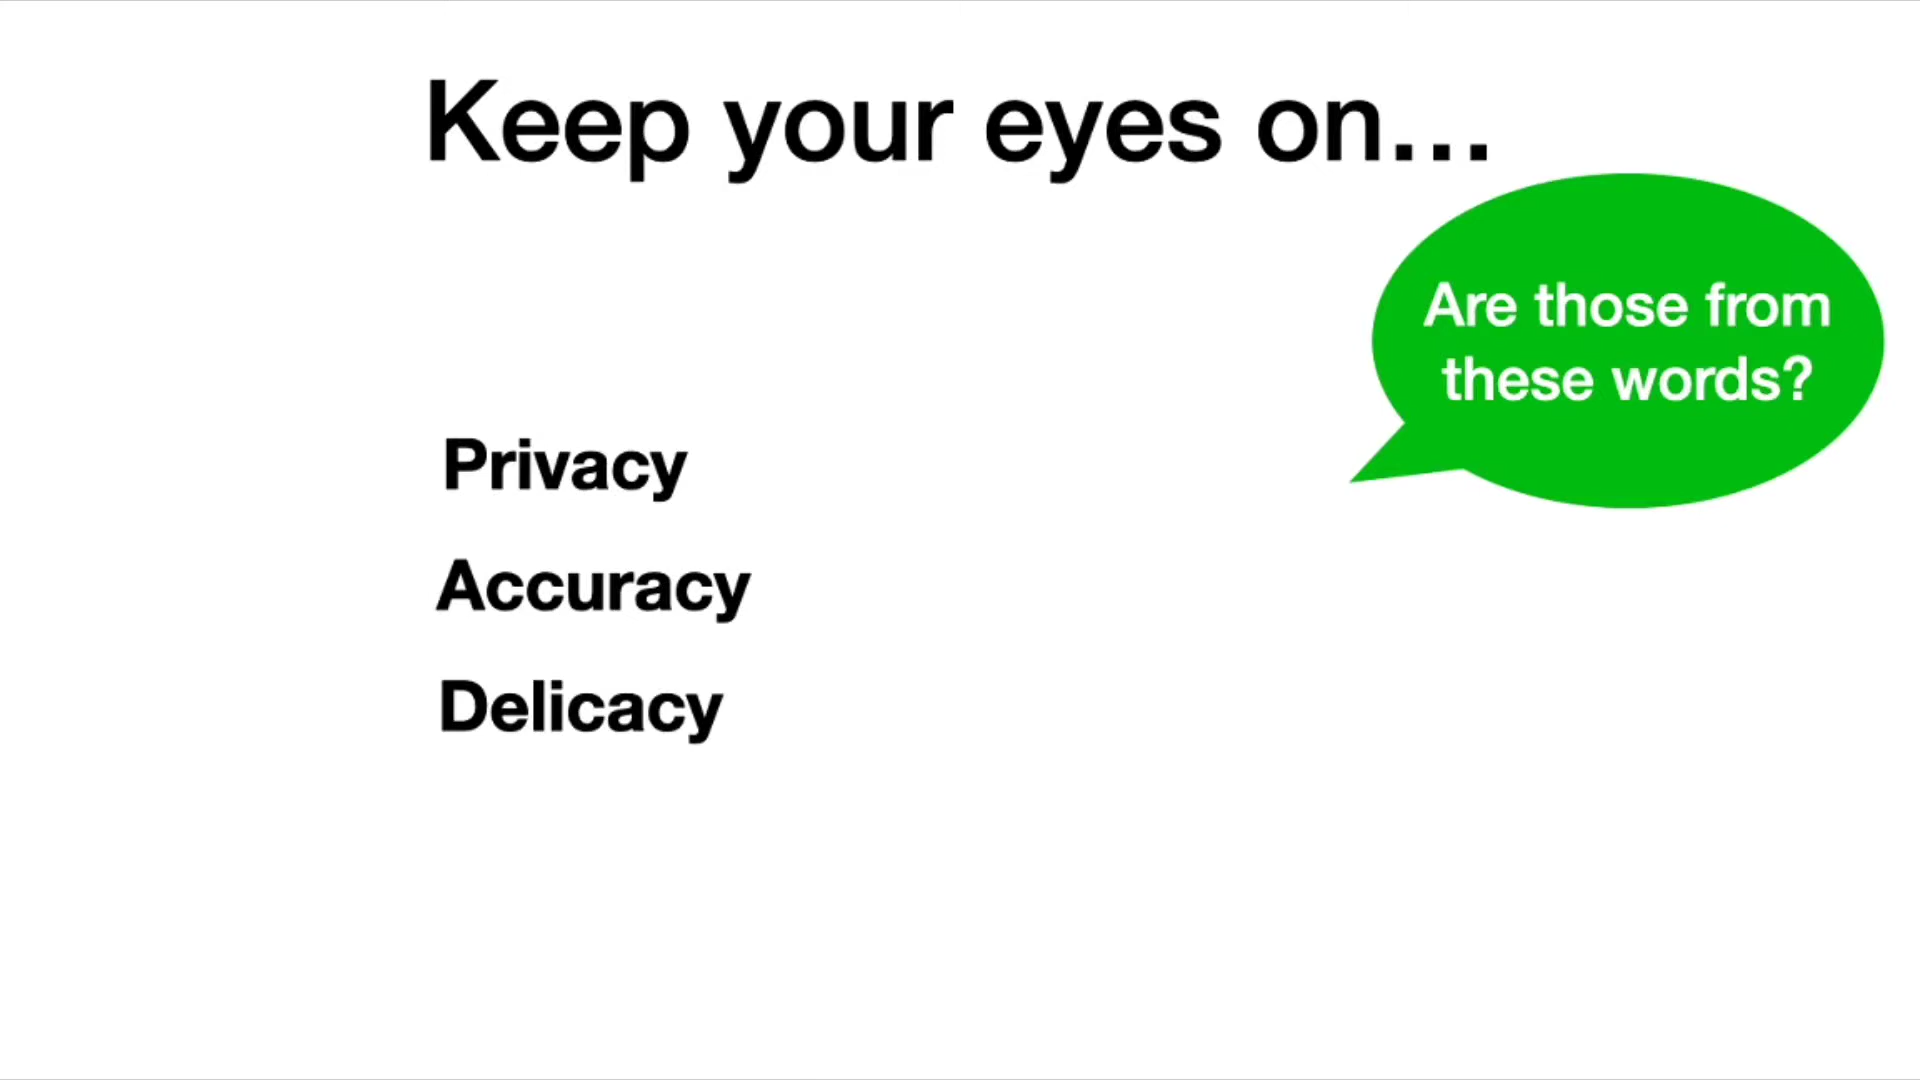 Keep your eyes on...
Are those from
these words?
Privacy
Accuracy
Delicacy